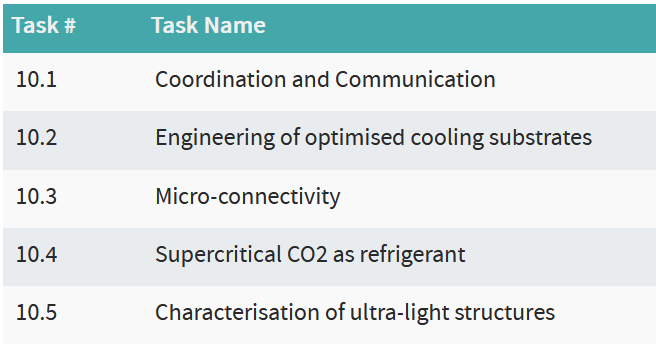 Task # Task Name
10.1 Coordination and Communication
10.2 Engineering of optimised cooling substrates
10.3 Micro-connectivity
10.4 Supercritical CO2 as refrigerant
10.5 Characterisation of ultra-light structures